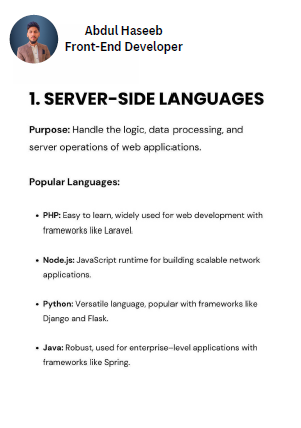 Abdul Haseeb
Front-End Developer
1. SERVER-SIDE LANGUAGES
Purpose: Handle the logic, data processing, and
server operations of web applications.
Popular Languages:
• PHP: Easy to learn, widely used for web development with
frameworks like Laravel.
• Node.js: JavaScript runtime for building scalable network
applications.
• Python: Versatile language, popular with frameworks like
Django and Flask.
• Java: Robust, used for enterprise-level applications with
frameworks like Spring.